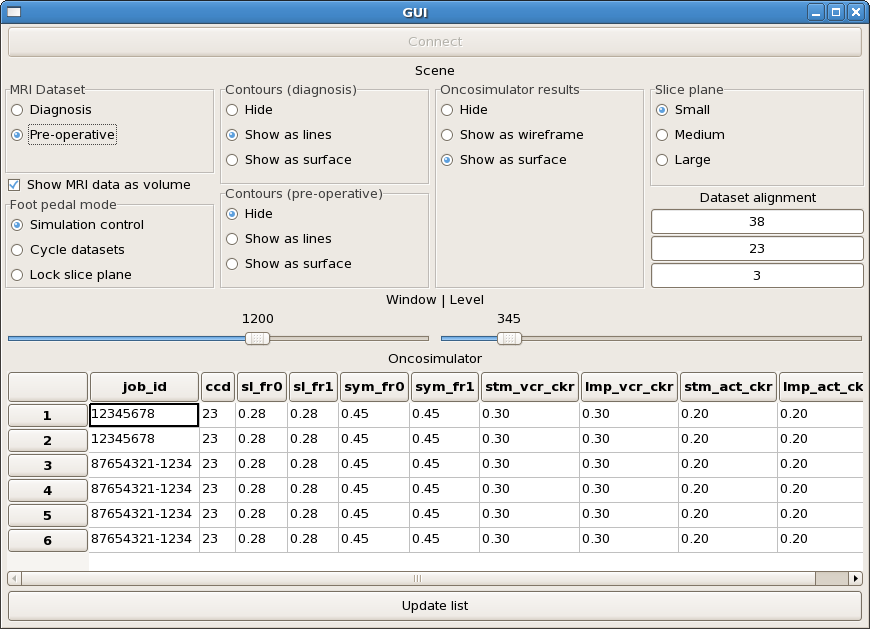 GUI
Connect
Scene
MRI Dataset
Diagnosis
Pre-operative
Show MRI data as volume
Foot pedal mode
Simulation control
Cycle datasets
Lock slice plane
Contours (diagnosis)
Hide
Show as lines
Show as surface
Contours (pre-operative)
Hide
Show as lines
Show as surface
Oncosimulator results
Hide
Show as wireframe
Show as surface
Slice plane
Small
Medium
Large
Dataset alignment
38
23
3
Window | Level
1200 345
Oncosimulator
job_id ccd sl_fr0 sl_fr1 sym_fr0 sym_fr1 stm_vcr_ckr lmp_vcr_ckr stm_act_ckr lmp_act_ck
1 12345678 23 0.28 0.28 0.45 0.45 0.30 0.30 0.20 0.20
2 12345678 23 0.28 0.28 0.45 0.45 0.30 0.30 0.20 0.20
3 87654321-1234 23 0.28 0.28 0.45 0.45 0.30 0.30 0.20 0.20
4 87654321-1234 23 0.28 0.28 0.45 0.45 0.30 0.30 0.20 0.20
5 87654321-1234 23 0.28 0.28 0.45 0.45 0.30 0.30 0.20 0.20
6 87654321-1234 23 0.28 0.28 0.45 0.45 0.30 0.30 0.20 0.20
Update list